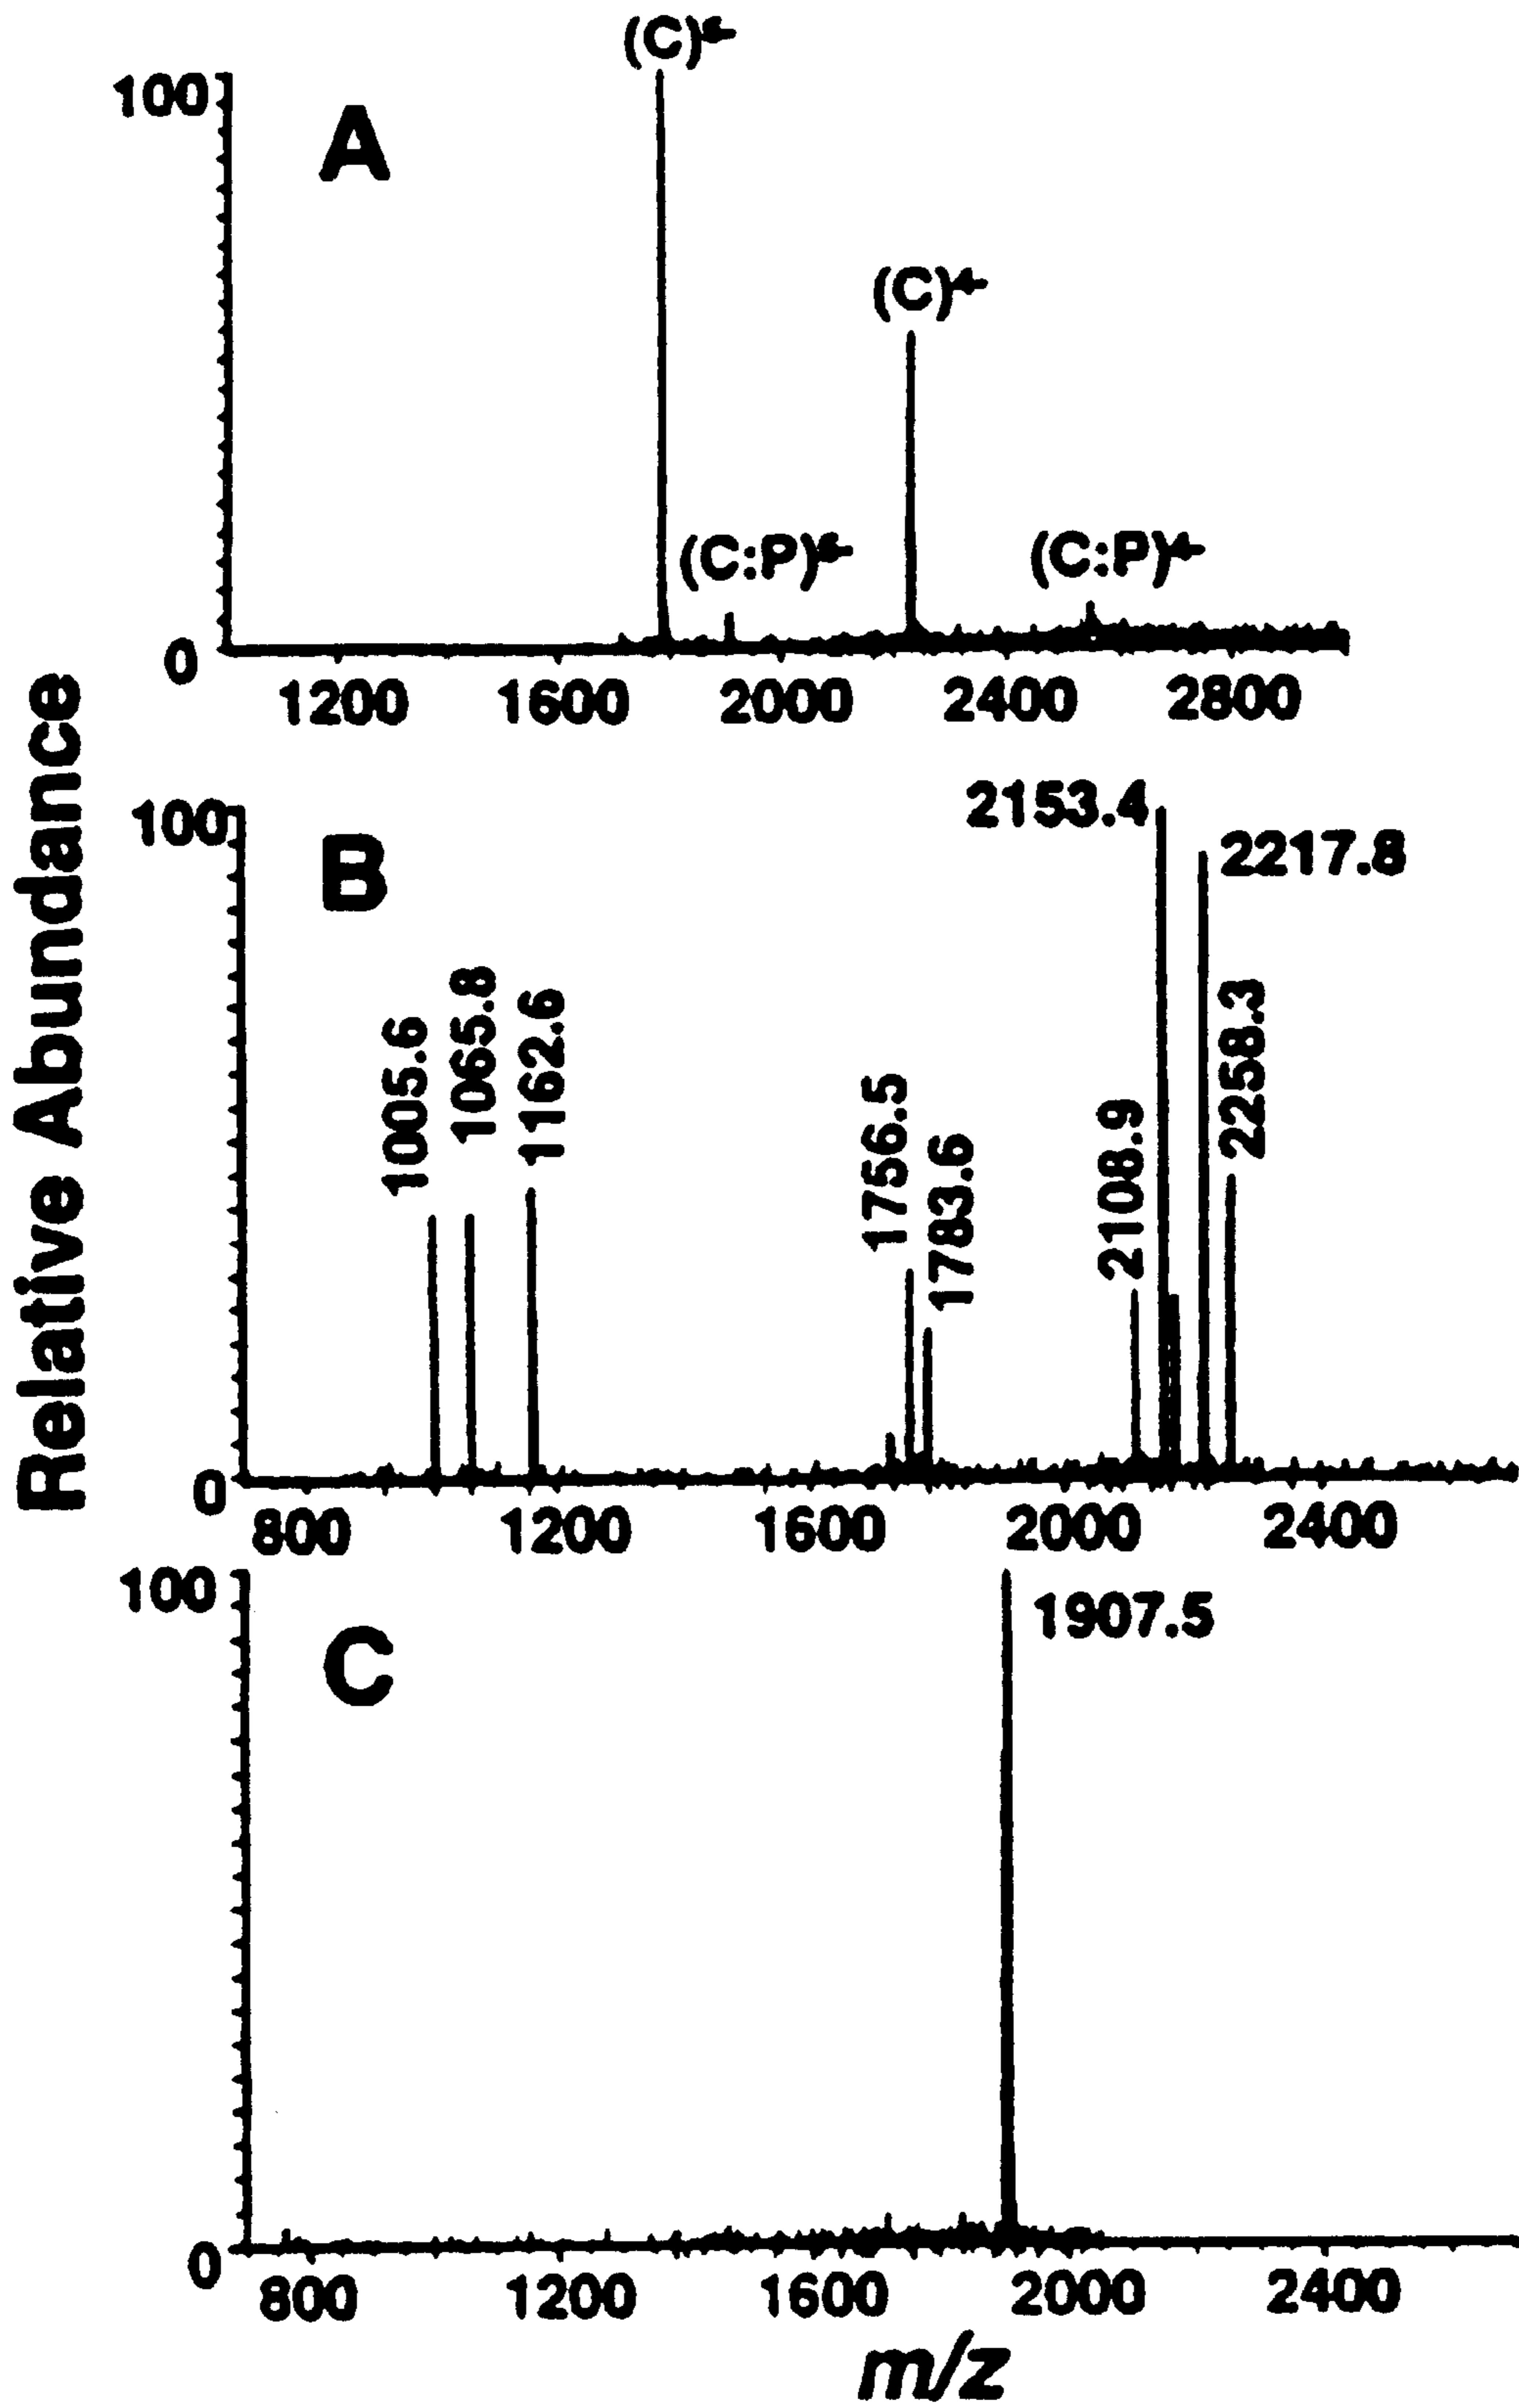 (C)5-
100
A
(C)4-
(C:P)5-
(C:P)4-
0
1200 1600 2000 2400 2800
Relative Abundance
100
B
2153.4
2217.8
1005.6
1065.8
1162.6
1756.5
1783.6
2108.9
2258.3
0
800 1200 1600 2000 2400
100
C
1907.5
0
800 1200 1600 2000 2400
m/z